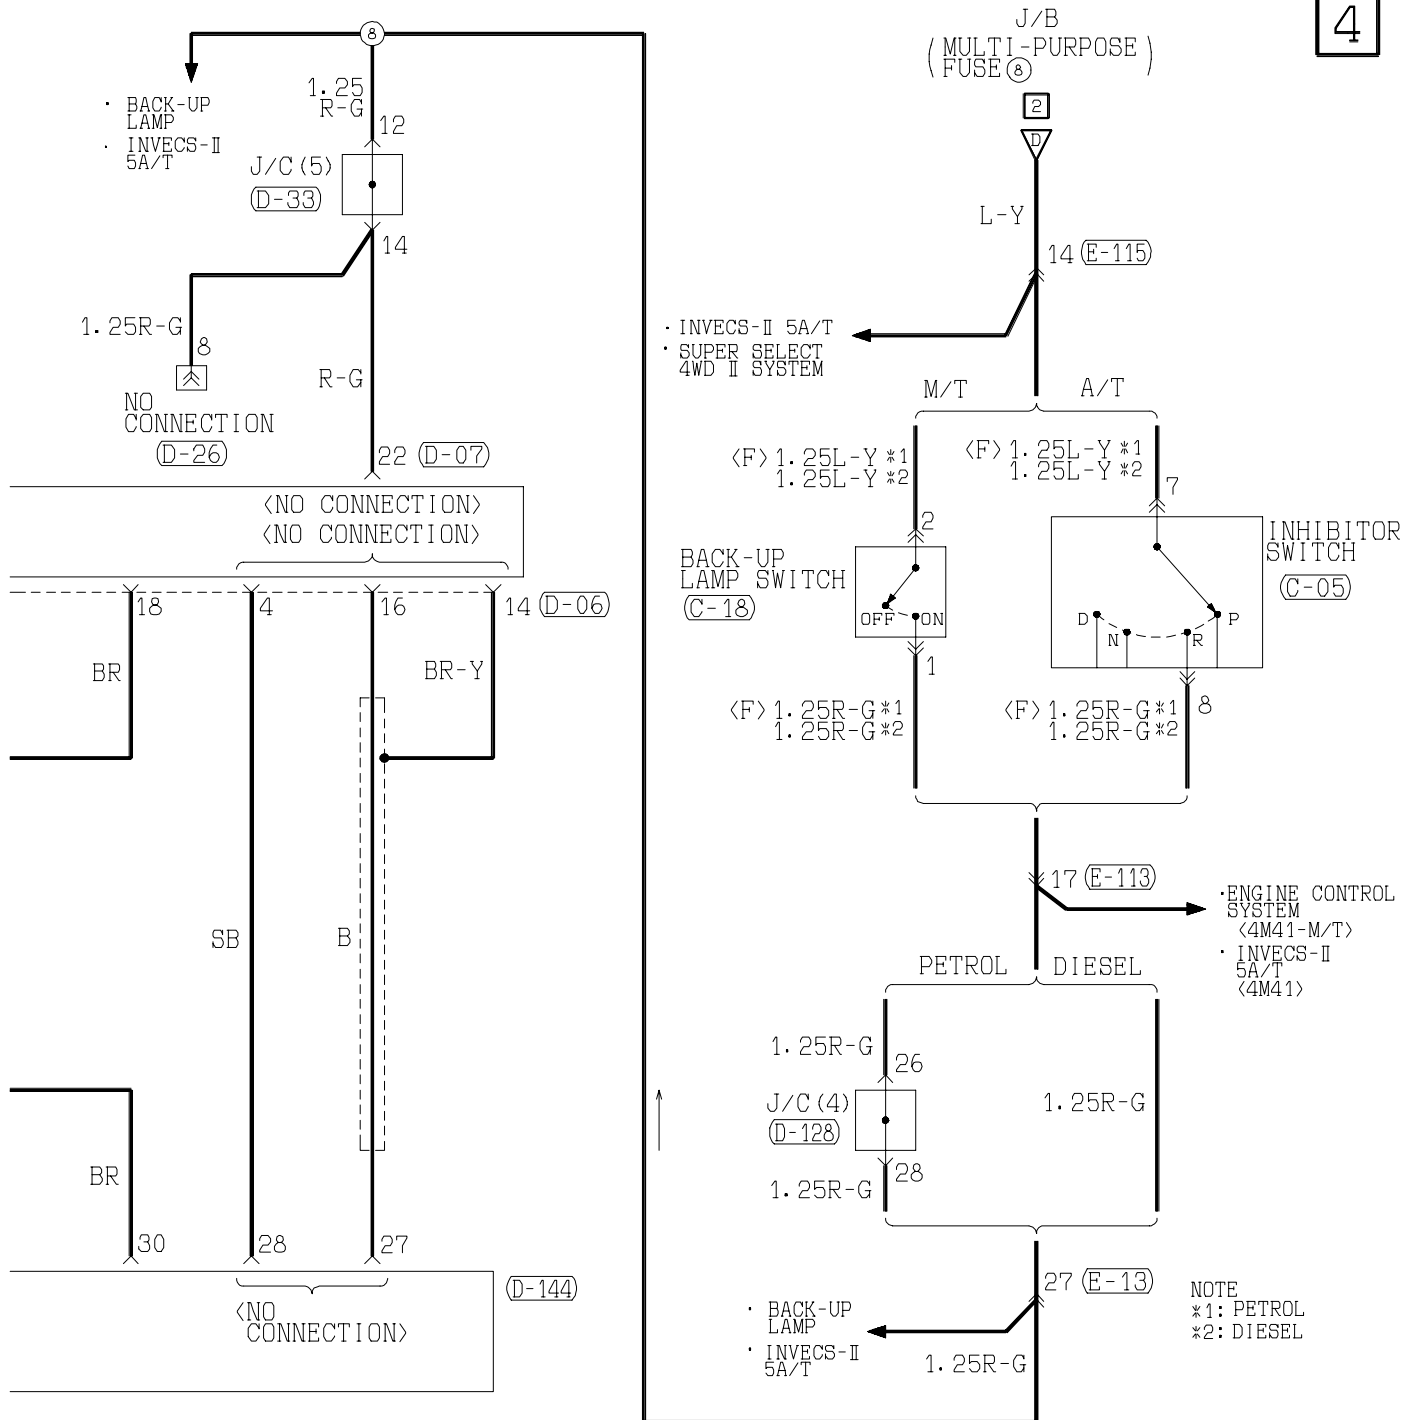 4
J/B
(MULTI-PURPOSE
FUSE ⑧)
2
D
L-Y
14 (E-115)
· INVECS-Ⅱ 5A/T
· SUPER SELECT
4WD Ⅱ SYSTEM
M/T
A/T
<F> 1.25L-Y *1
1.25L-Y *2
<F> 1.25L-Y *1
1.25L-Y *2
2
7
BACK-UP
LAMP SWITCH
(C-18)
OFF
ON
1
INHIBITOR
SWITCH
(C-05)
D
N
R
P
8
<F> 1.25R-G *1
1.25R-G *2
<F> 1.25R-G *1
1.25R-G *2
17 (E-113)
· ENGINE CONTROL
SYSTEM
<4M41-M/T>
· INVECS-Ⅱ
5A/T
<4M41>
PETROL
DIESEL
1.25R-G
26
J/C(4)
(D-128)
28
1.25R-G
1.25R-G
27 (E-13)
· BACK-UP
LAMP
· INVECS-Ⅱ
5A/T
1.25R-G
NOTE
*1: PETROL
*2: DIESEL
⑧
· BACK-UP
LAMP
· INVECS-Ⅱ
5A/T
1.25
R-G
12
J/C(5)
(D-33)
14
1.25R-G
8
NO
CONNECTION
(D-26)
R-G
22 (D-07)
<NO CONNECTION>
<NO CONNECTION>
18
4
16
14 (D-06)
BR
BR-Y
SB
B
BR
30
28
27
(D-144)
<NO
CONNECTION>